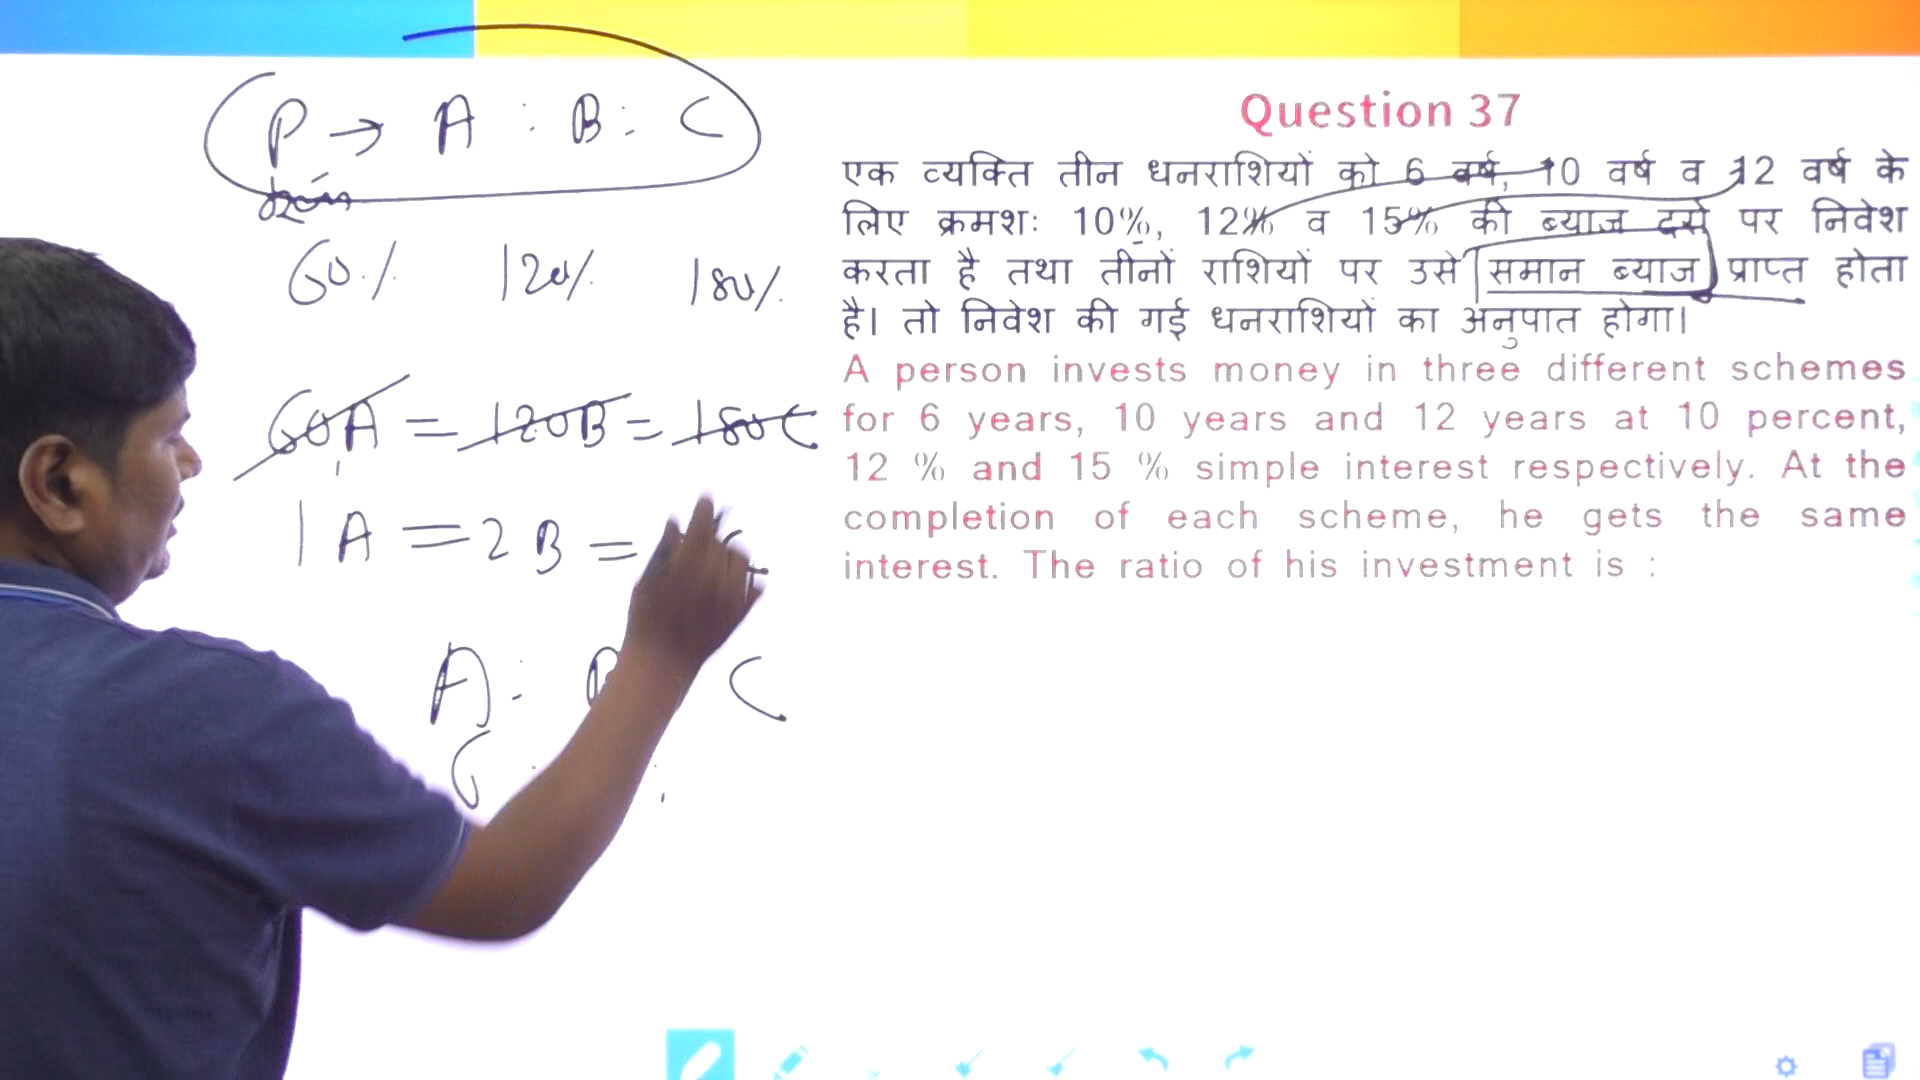 P → A : B : C
60% 120% 180%
60A = 120B = 180C
1A = 2B =
A : B C
6 :
Question 37
एक व्यक्ति तीन धनराशियों को 6 वर्ष, 10 वर्ष व 12 वर्ष के
लिए क्रमशः 10%, 12% व 15% की ब्याज दरों पर निवेश
करता है तथा तीनों राशियों पर उसे समान ब्याज प्राप्त होता
है। तो निवेश की गई धनराशियों का अनुपात होगा।
A person invests money in three different schemes
for 6 years, 10 years and 12 years at 10 percent,
12 % and 15 % simple interest respectively. At the
completion of each scheme, he gets the same
interest. The ratio of his investment is :